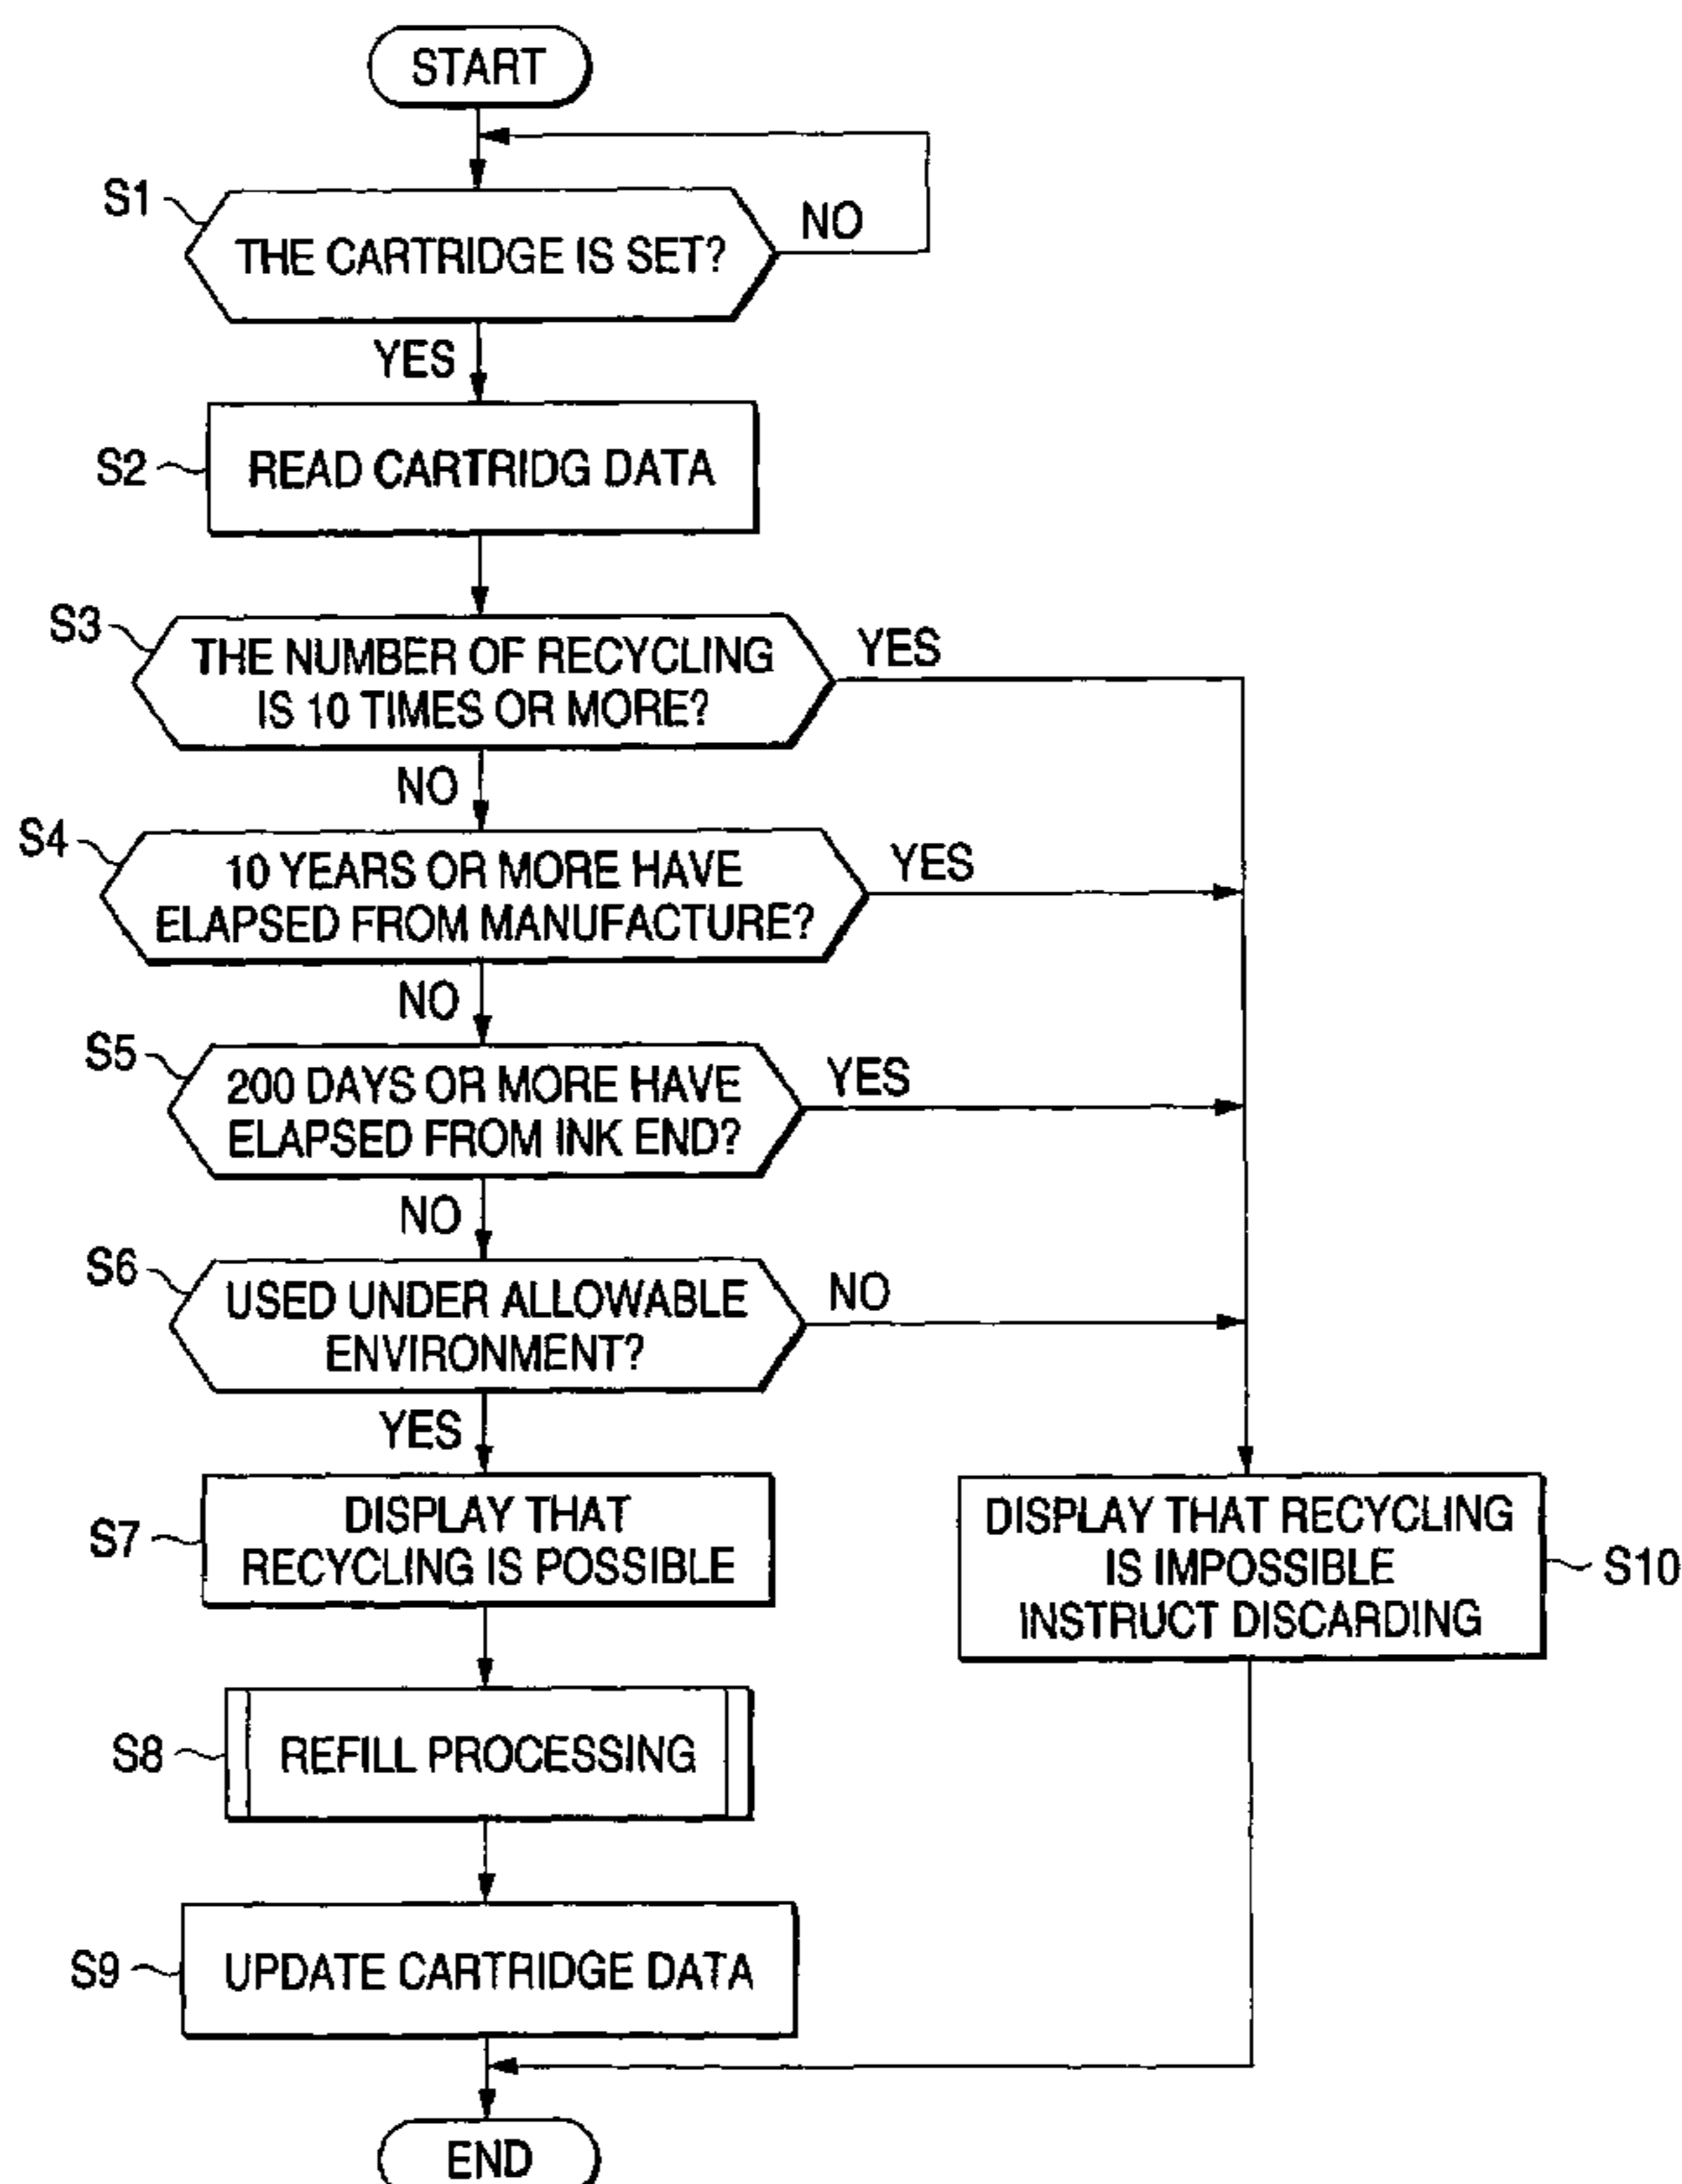 START
S1
THE CARTRIDGE IS SET?
NO
YES
S2
READ CARTRIDG DATA
S3
THE NUMBER OF RECYCLING
IS 10 TIMES OR MORE?
YES
NO
S4
10 YEARS OR MORE HAVE
ELAPSED FROM MANUFACTURE?
YES
NO
S5
200 DAYS OR MORE HAVE
ELAPSED FROM INK END?
YES
NO
S6
USED UNDER ALLOWABLE
ENVIRONMENT?
NO
YES
S7
DISPLAY THAT
RECYCLING IS POSSIBLE
DISPLAY THAT RECYCLING
IS IMPOSSIBLE
INSTRUCT DISCARDING
S10
S8
REFILL PROCESSING
S9
UPDATE CARTRIDGE DATA
END